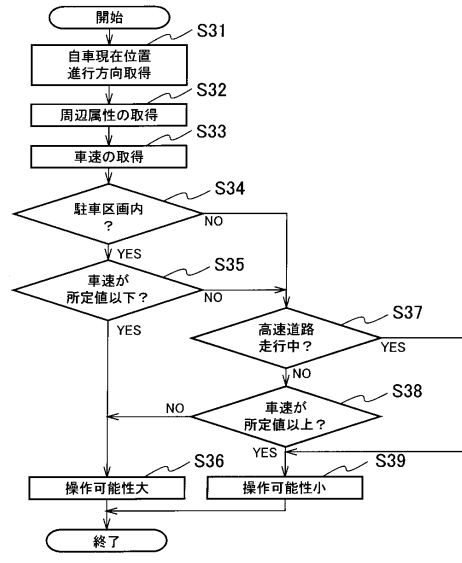 開始
S31
自車現在位置
進行方向取得
S32
周辺属性の取得
S33
車速の取得
S34
駐車区画内
?
NO
YES
S35
車速が
所定値以下?
NO
YES
S37
高速道路
走行中?
YES
NO
S38
車速が
所定値以上?
NO
YES
S36
操作可能性大
S39
操作可能性小
終了